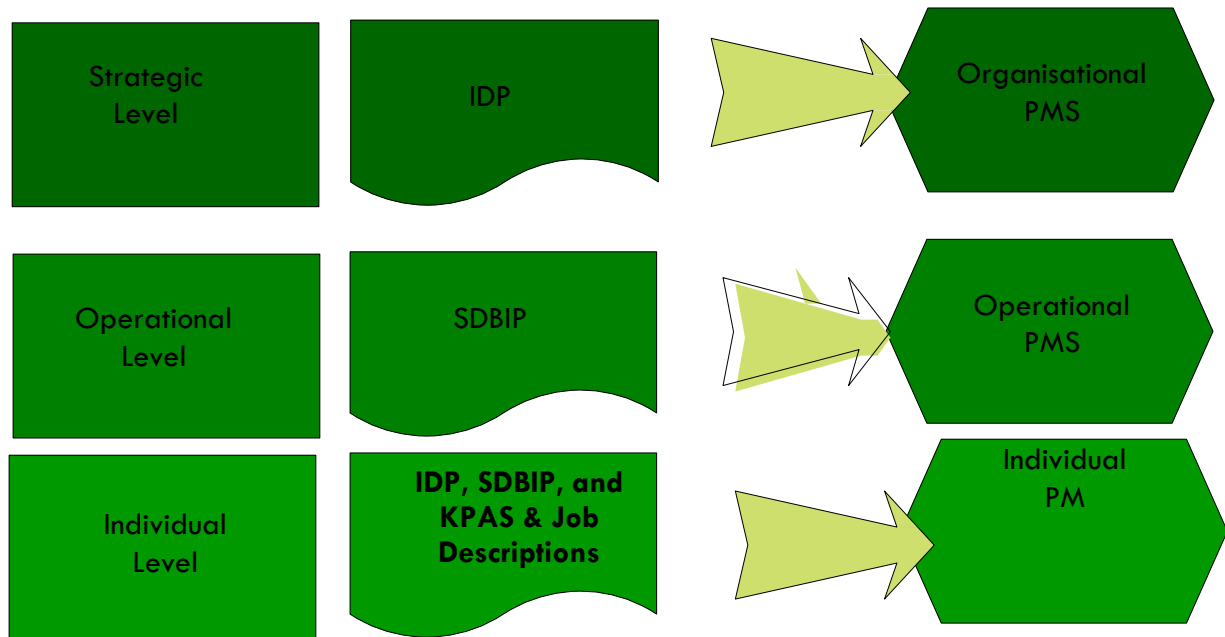 Strategic
Level
IDP
Organisational
PMS
Operational
Level
SDBIP
Operational
PMS
Individual
Level
IDP, SDBIP, and
KPAS & Job
Descriptions
Individual
PM